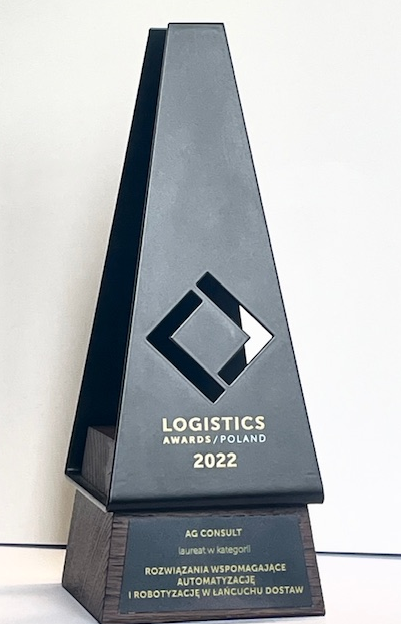 LOGISTICS
AWARDS/POLAND
2022
AG CONSULT
laureat w kategorii
ROZWIĄZANIA WSPOMAGAJĄCE
AUTOMATYZACJĘ
I ROBOTYZACJĘ W ŁAŃCUCHU DOSTAW